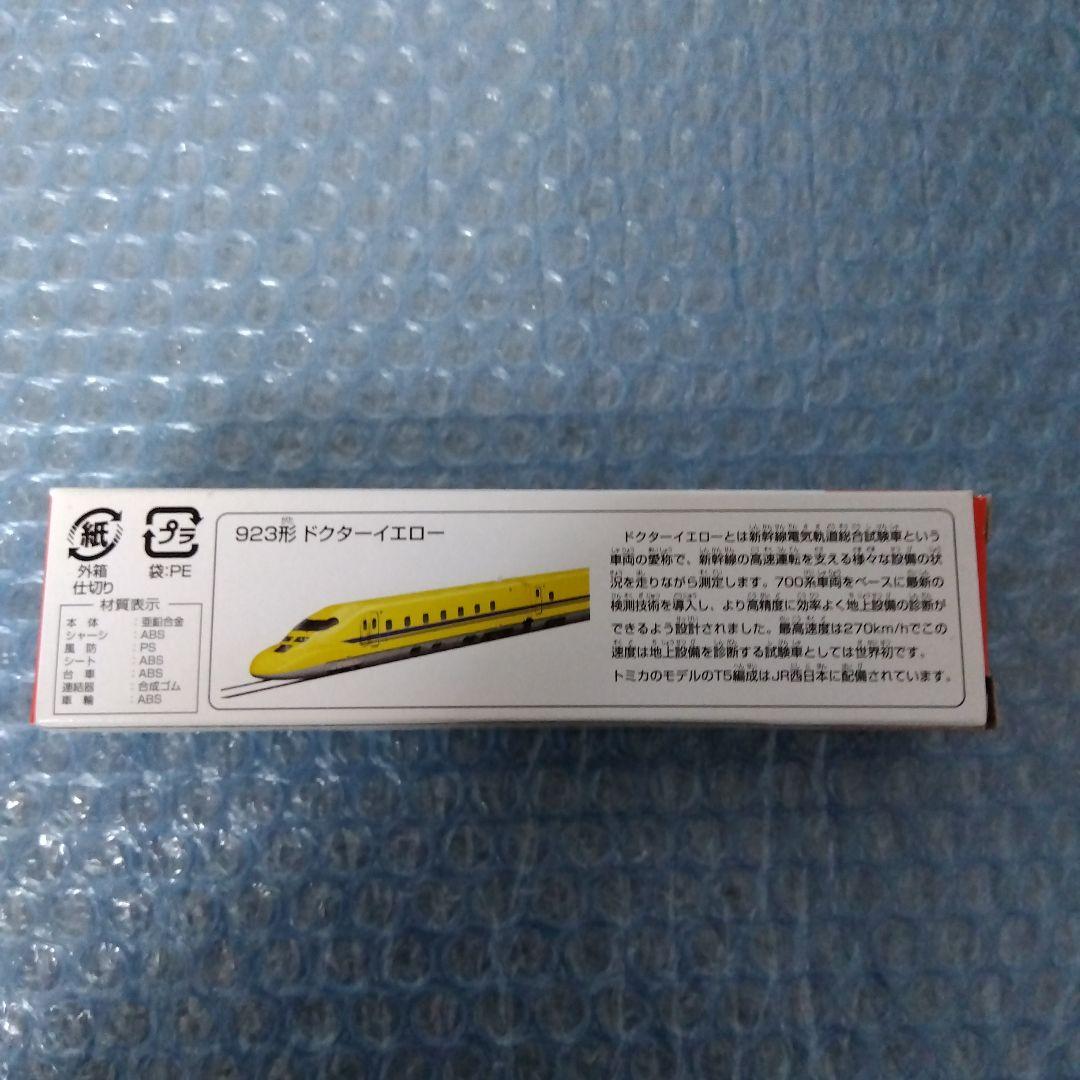 紙
プラ
外箱
仕切り
袋:PE
材質表示
本体 : 亜鉛合金
シャーシ : ABS
風防 : PS
シート : ABS
台車 : ABS
連結器 : 合成ゴム
車輪 : ABS
923形 ドクターイエロー
ドクターイエローとは新幹線電気軌道総合試験車という
車両の愛称で、新幹線の高速運転を支える様々な設備の状
況を走りながら測定します。700系車両をベースに最新の
検測技術を導入し、より高精度に効率よく地上設備の診断が
できるよう設計されました。最高速度は270km/hでこの
速度は地上設備を診断する試験車としては世界初です。
トミカのモデルのT5編成はJR西日本に配備されています。